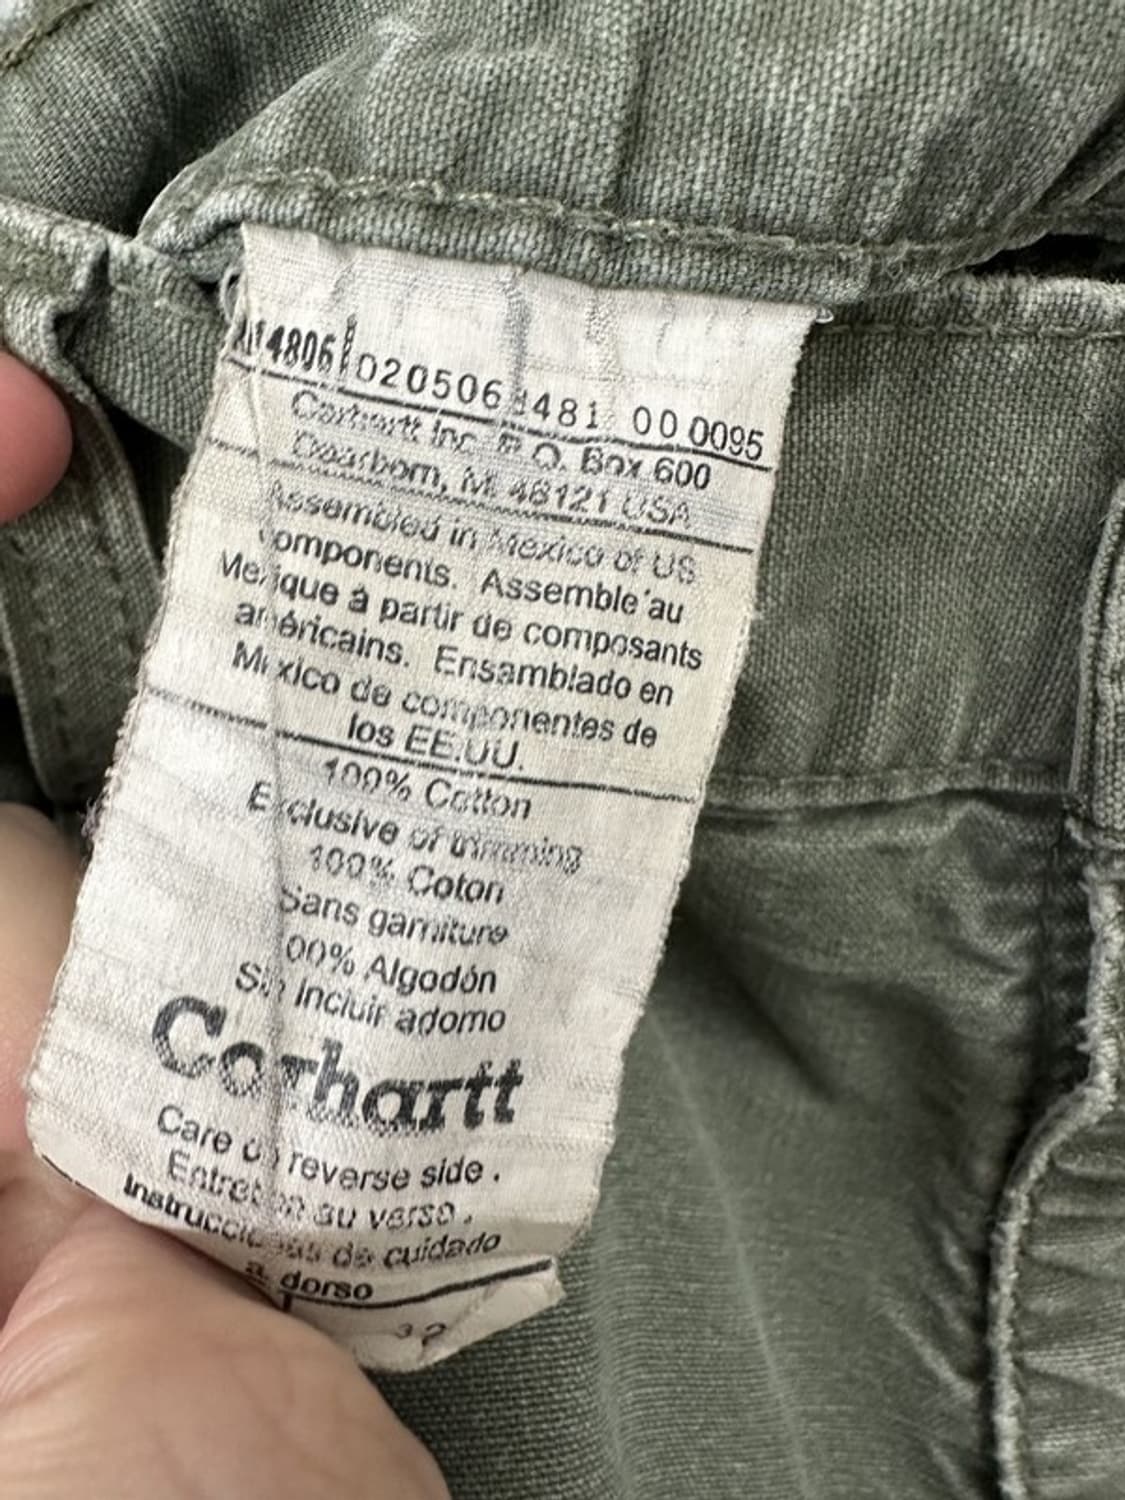 14806 020506 481 00 0095
Carhartt Inc. P.O. Box 600
Dearborn, MI 48121 USA
Assembled in Mexico of US
components. Assemble au
Mexique à partir de composants
américains. Ensamblado en
Mexico de componentes de
los EE.UU.
100% Cotton
Exclusive of trimming
100% Coton
Sans garniture
100% Algodón
Sin incluir adorno
Carhartt
Care on reverse side.
Entretien au verso.
Instrucciones de cuidado
a dorso
32